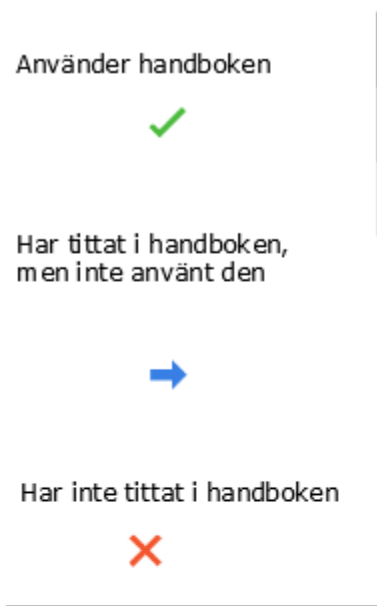 Använder handboken
Har tittat i handboken,
men inte använt den
Har inte tittat i handboken